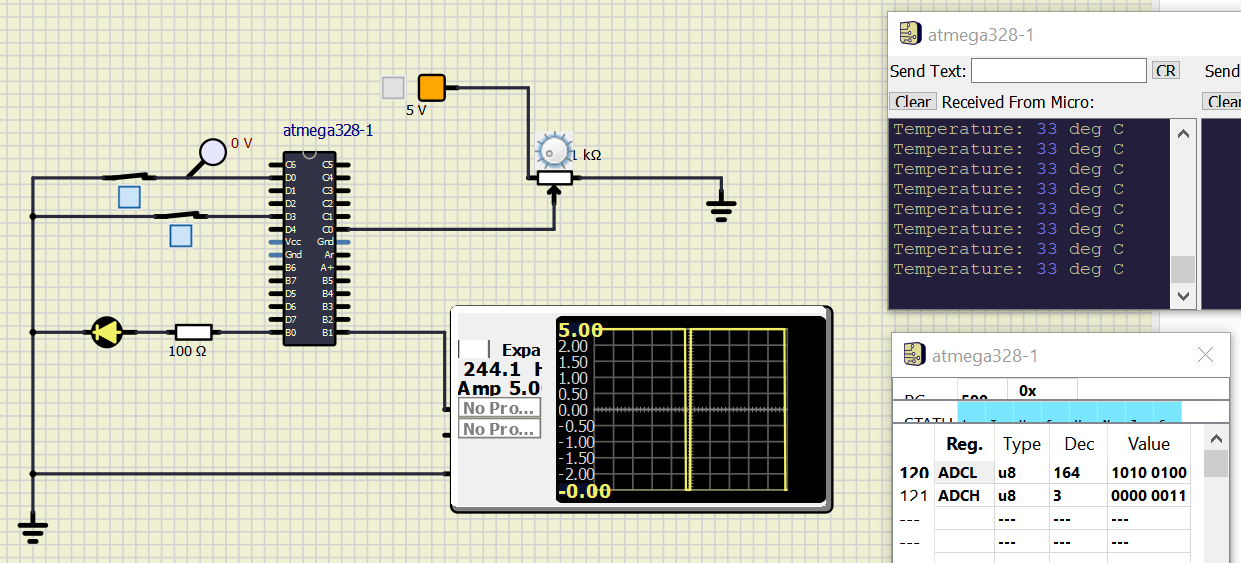 atmega328-1
Send Text:
CR
Send
Clear
Received From Micro:
Clear
Temperature: 33 deg C
Temperature: 33 deg C
Temperature: 33 deg C
Temperature: 33 deg C
Temperature: 33 deg C
Temperature: 33 deg C
Temperature: 33 deg C
Temperature: 33 deg C
5 V
atmega328-1
0 V
1 kΩ
C6 C5
D0 C4
D1 C3
D2 C2
D3 C1
D4 C0
Vcc Gnd
Gnd Ar
B6 A+
B7 B5
D5 B4
D6 B3
D7 B2
B0 B1
100 Ω
Expa
244.1 H
Amp 5.0
No Pro...
No Pro...
5.00
2.00
1.50
1.00
0.50
0.00
-0.50
-1.00
-1.50
-2.00
-0.00
atmega328-1
0x
Reg. Type Dec Value
120 ADCL u8 164 1010 0100
121 ADCH u8 3 0000 0011
--- --- --- ---
--- --- --- ---